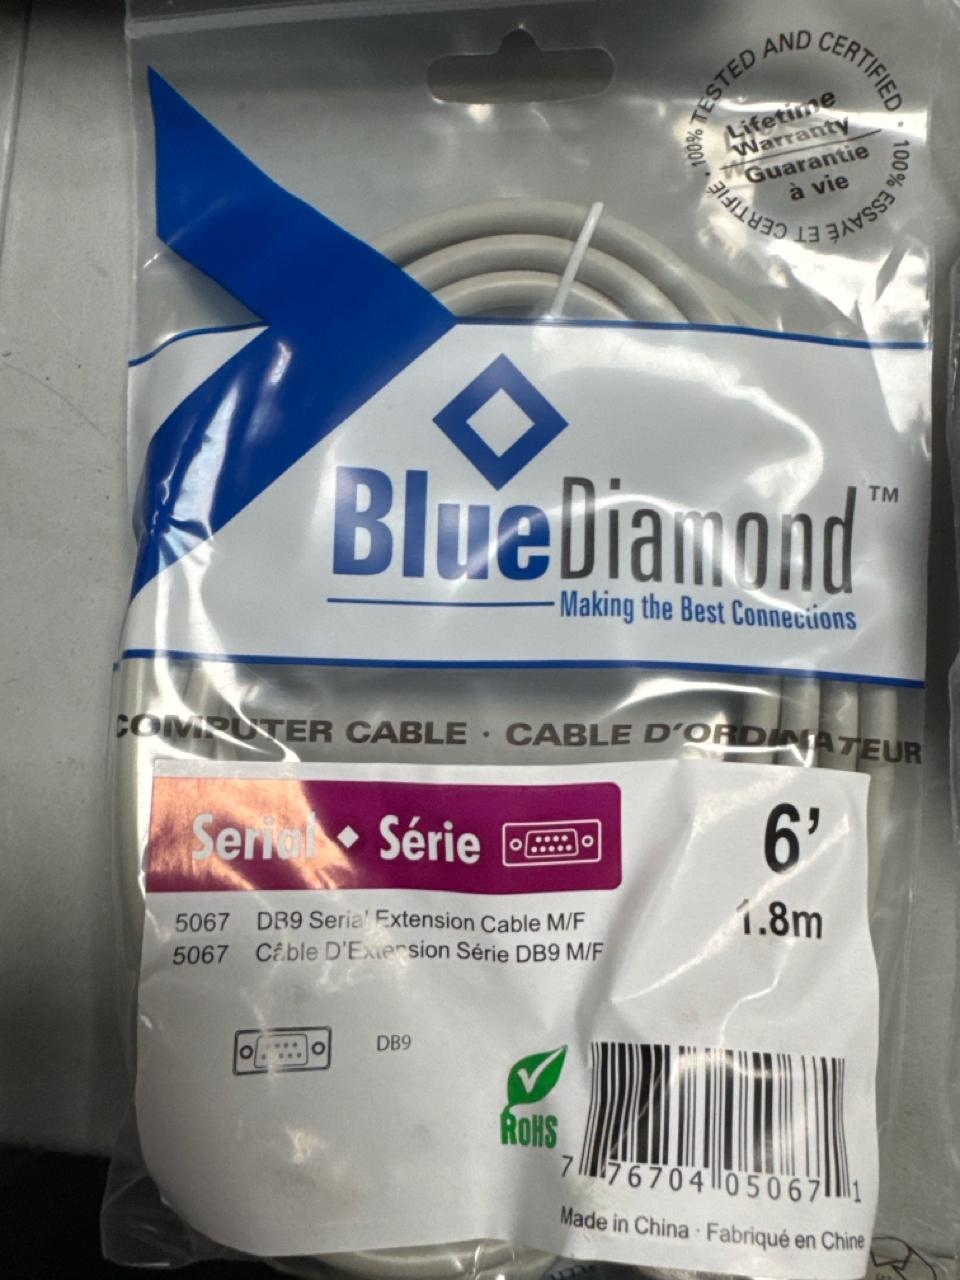 100% TESTED AND CERTIFIED · 100% ESSAYÉ ET CERTIFIÉ ·
Lifetime
Warranty
Guarantie
à vie
BlueDiamond™
Making the Best Connections
COMPUTER CABLE · CABLE D'ORDINATEUR
Serial ◆ Série
6'
1.8m
5067 DB9 Serial Extension Cable M/F
5067 Câble D'Extension Série DB9 M/F
DB9
RoHS
7 76704 05067 1
Made in China · Fabriqué en Chine